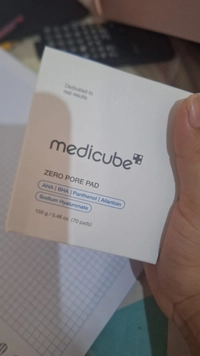 Dedicated to
real results
medicube
ZERO PORE PAD
AHA | BHA | Panthenol | Allantoin
Sodium Hyaluronate
155 g / 5.46 oz. (70 pads)